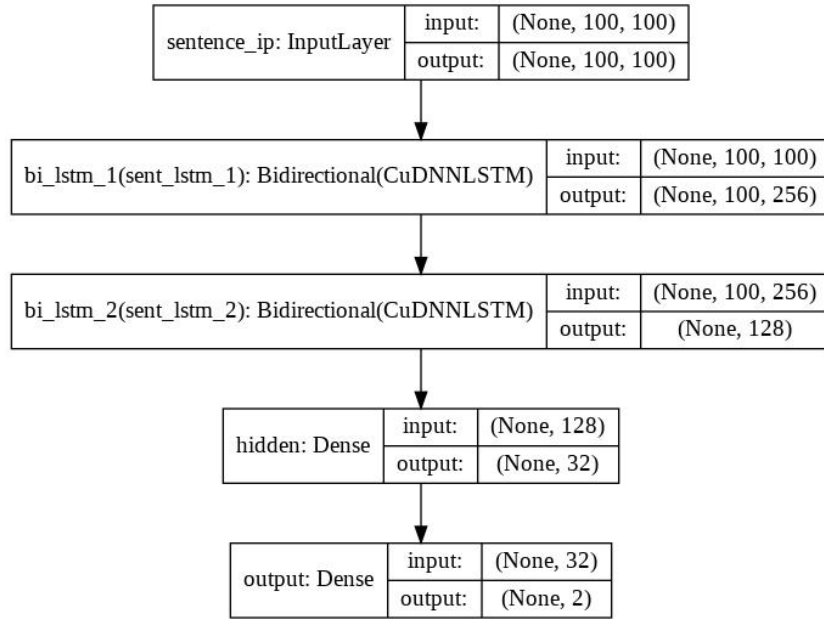 sentence_ip: InputLayer
input: (None, 100, 100)
output: (None, 100, 100)
bi_lstm_1(sent_lstm_1): Bidirectional(CuDNNLSTM)
input: (None, 100, 100)
output: (None, 100, 256)
bi_lstm_2(sent_lstm_2): Bidirectional(CuDNNLSTM)
input: (None, 100, 256)
output: (None, 128)
hidden: Dense
input: (None, 128)
output: (None, 32)
output: Dense
input: (None, 32)
output: (None, 2)